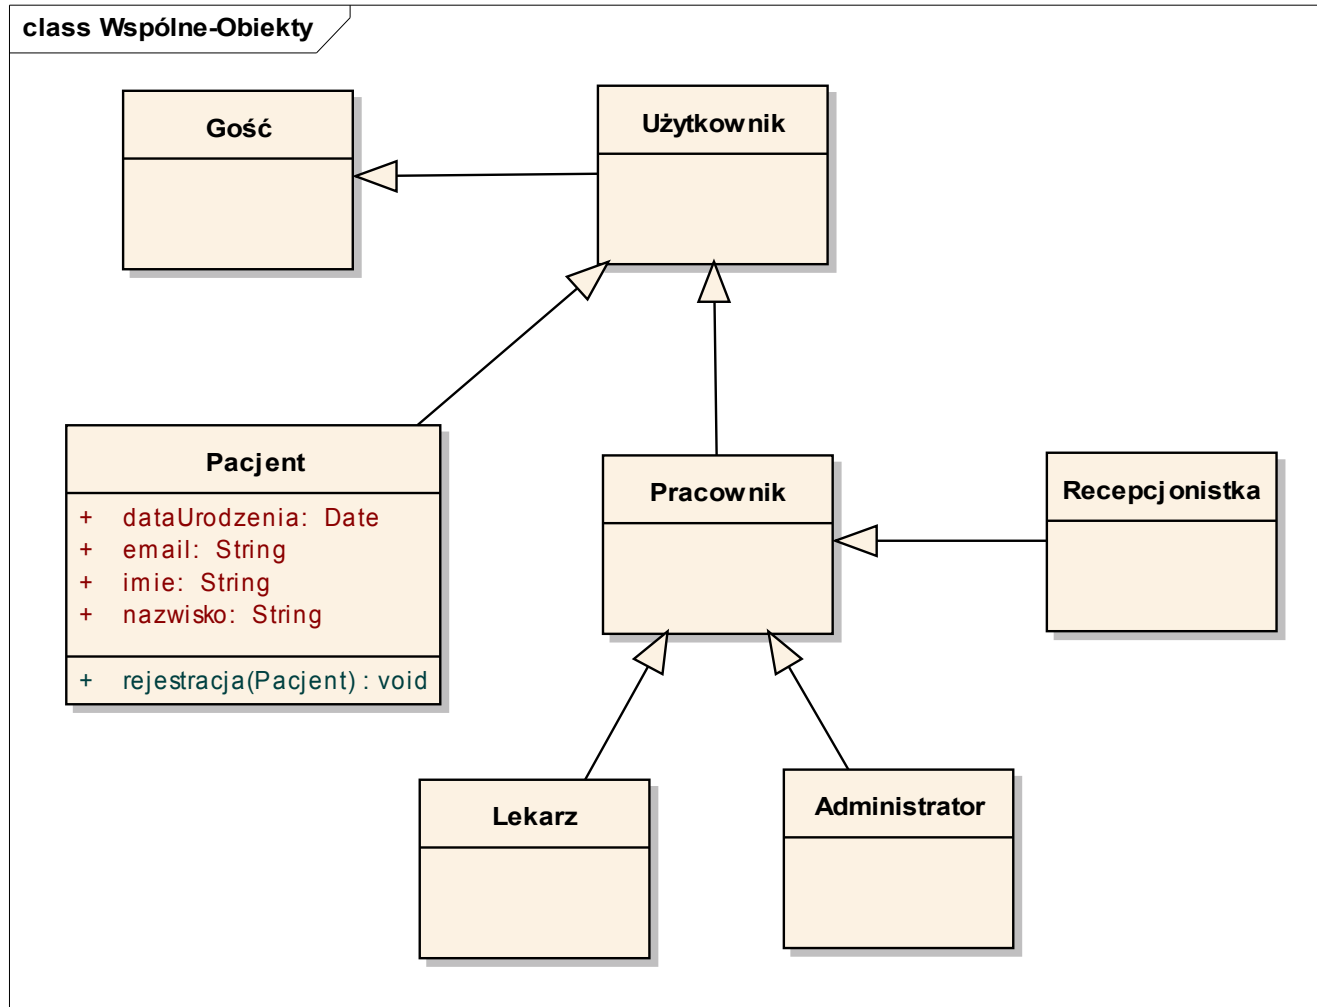 class Wspólne-Obiekty
Gość
Użytkownik
Pacjent
+ dataUrodzenia: Date
+ email: String
+ imie: String
+ nazwisko: String
+ rejestracja(Pacjent) : void
Pracownik
Recepcjonistka
Lekarz
Administrator